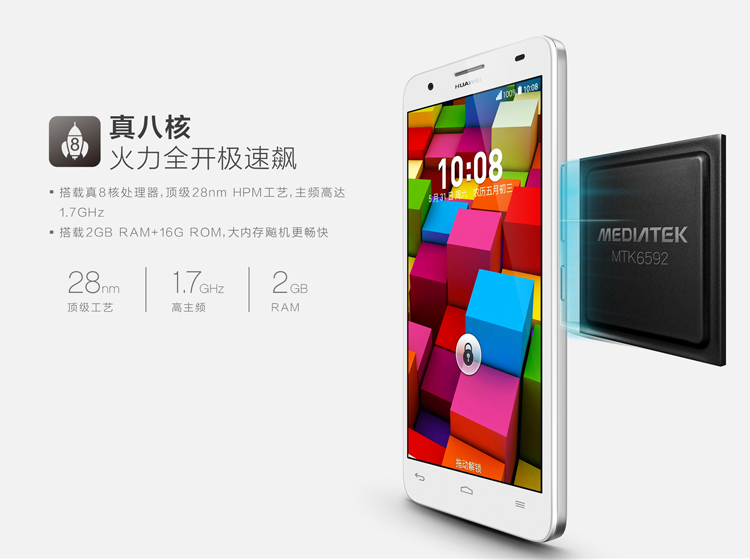 8
真八核
火力全开极速飙
• 搭载真8核处理器,顶级28nm HPM工艺,主频高达
1.7GHz
• 搭载2GB RAM+16G ROM,大内存飚机更畅快
28nm
顶级工艺
1.7GHz
高主频
2GB
RAM
HUAWEI
100% 10:08
10:08
5月31日 周六 农历五月初三
拖动解锁
MEDIATEK
MTK6592